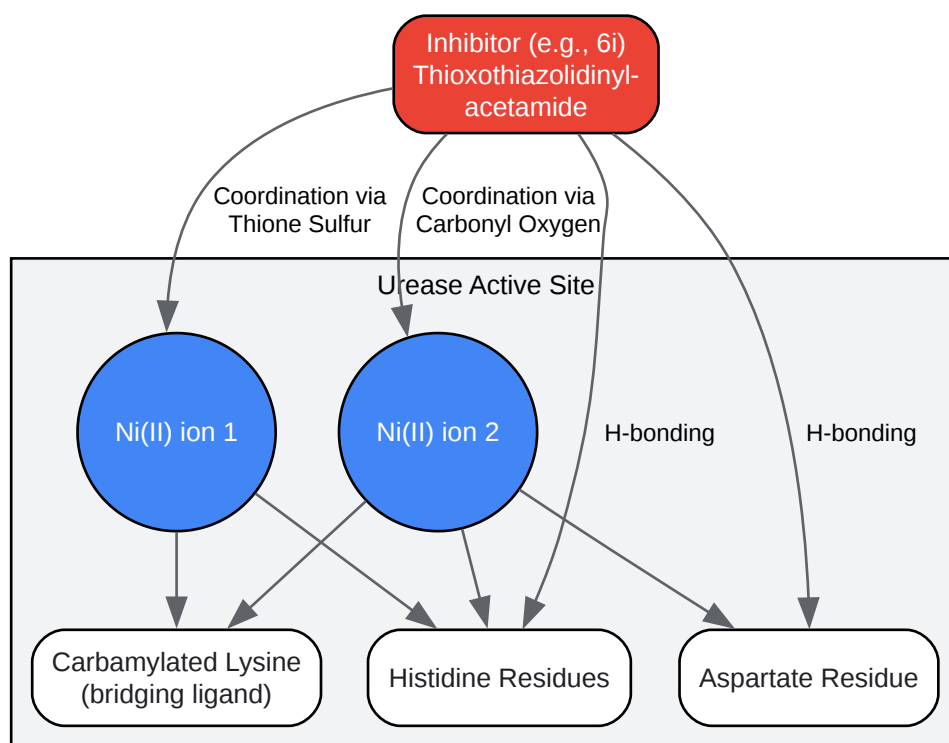 Inhibitor (e.g., 6i)
Thioxothiazolidinyl-
acetamide
Coordination via
Thione Sulfur
Coordination via
Carbonyl Oxygen
Urease Active Site
Ni(II) ion 1
Ni(II) ion 2
H-bonding
H-bonding
Carbamylated Lysine
(bridging ligand)
Histidine Residues
Aspartate Residue